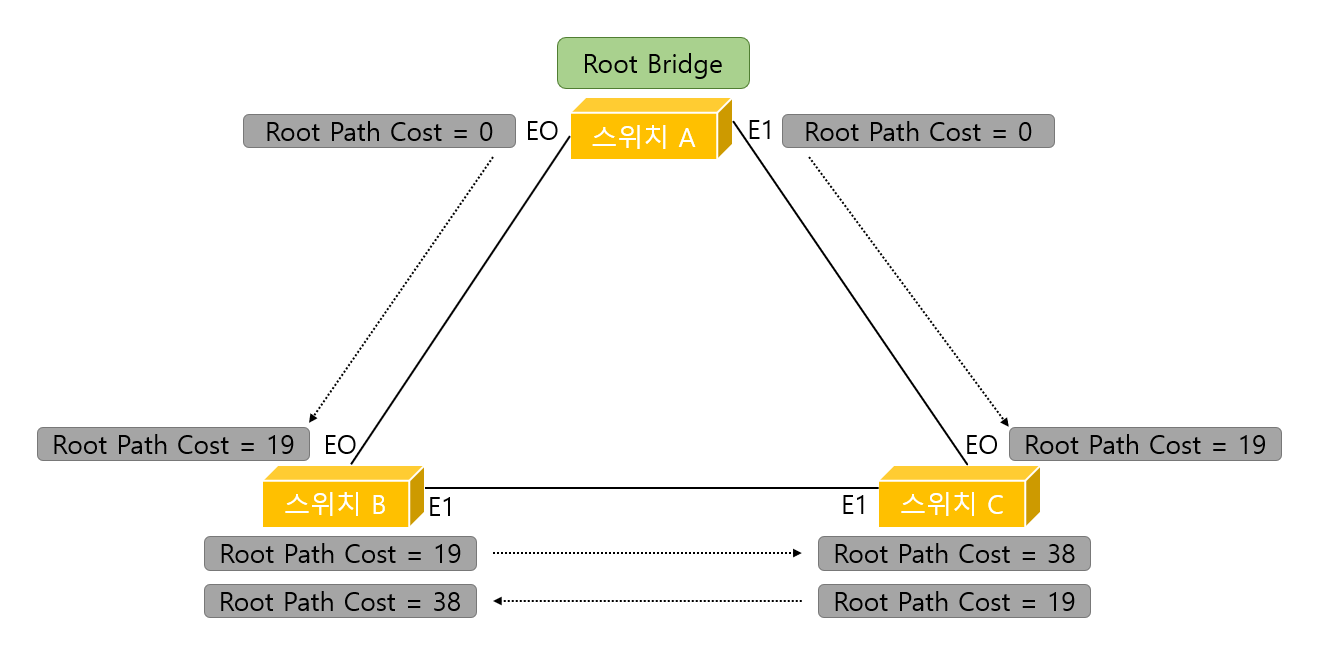 Root Bridge
Root Path Cost = 0
EO
스위치 A
E1
Root Path Cost = 0
Root Path Cost = 19
EO
EO
Root Path Cost = 19
스위치 B
E1
E1
스위치 C
Root Path Cost = 19
Root Path Cost = 38
Root Path Cost = 38
Root Path Cost = 19